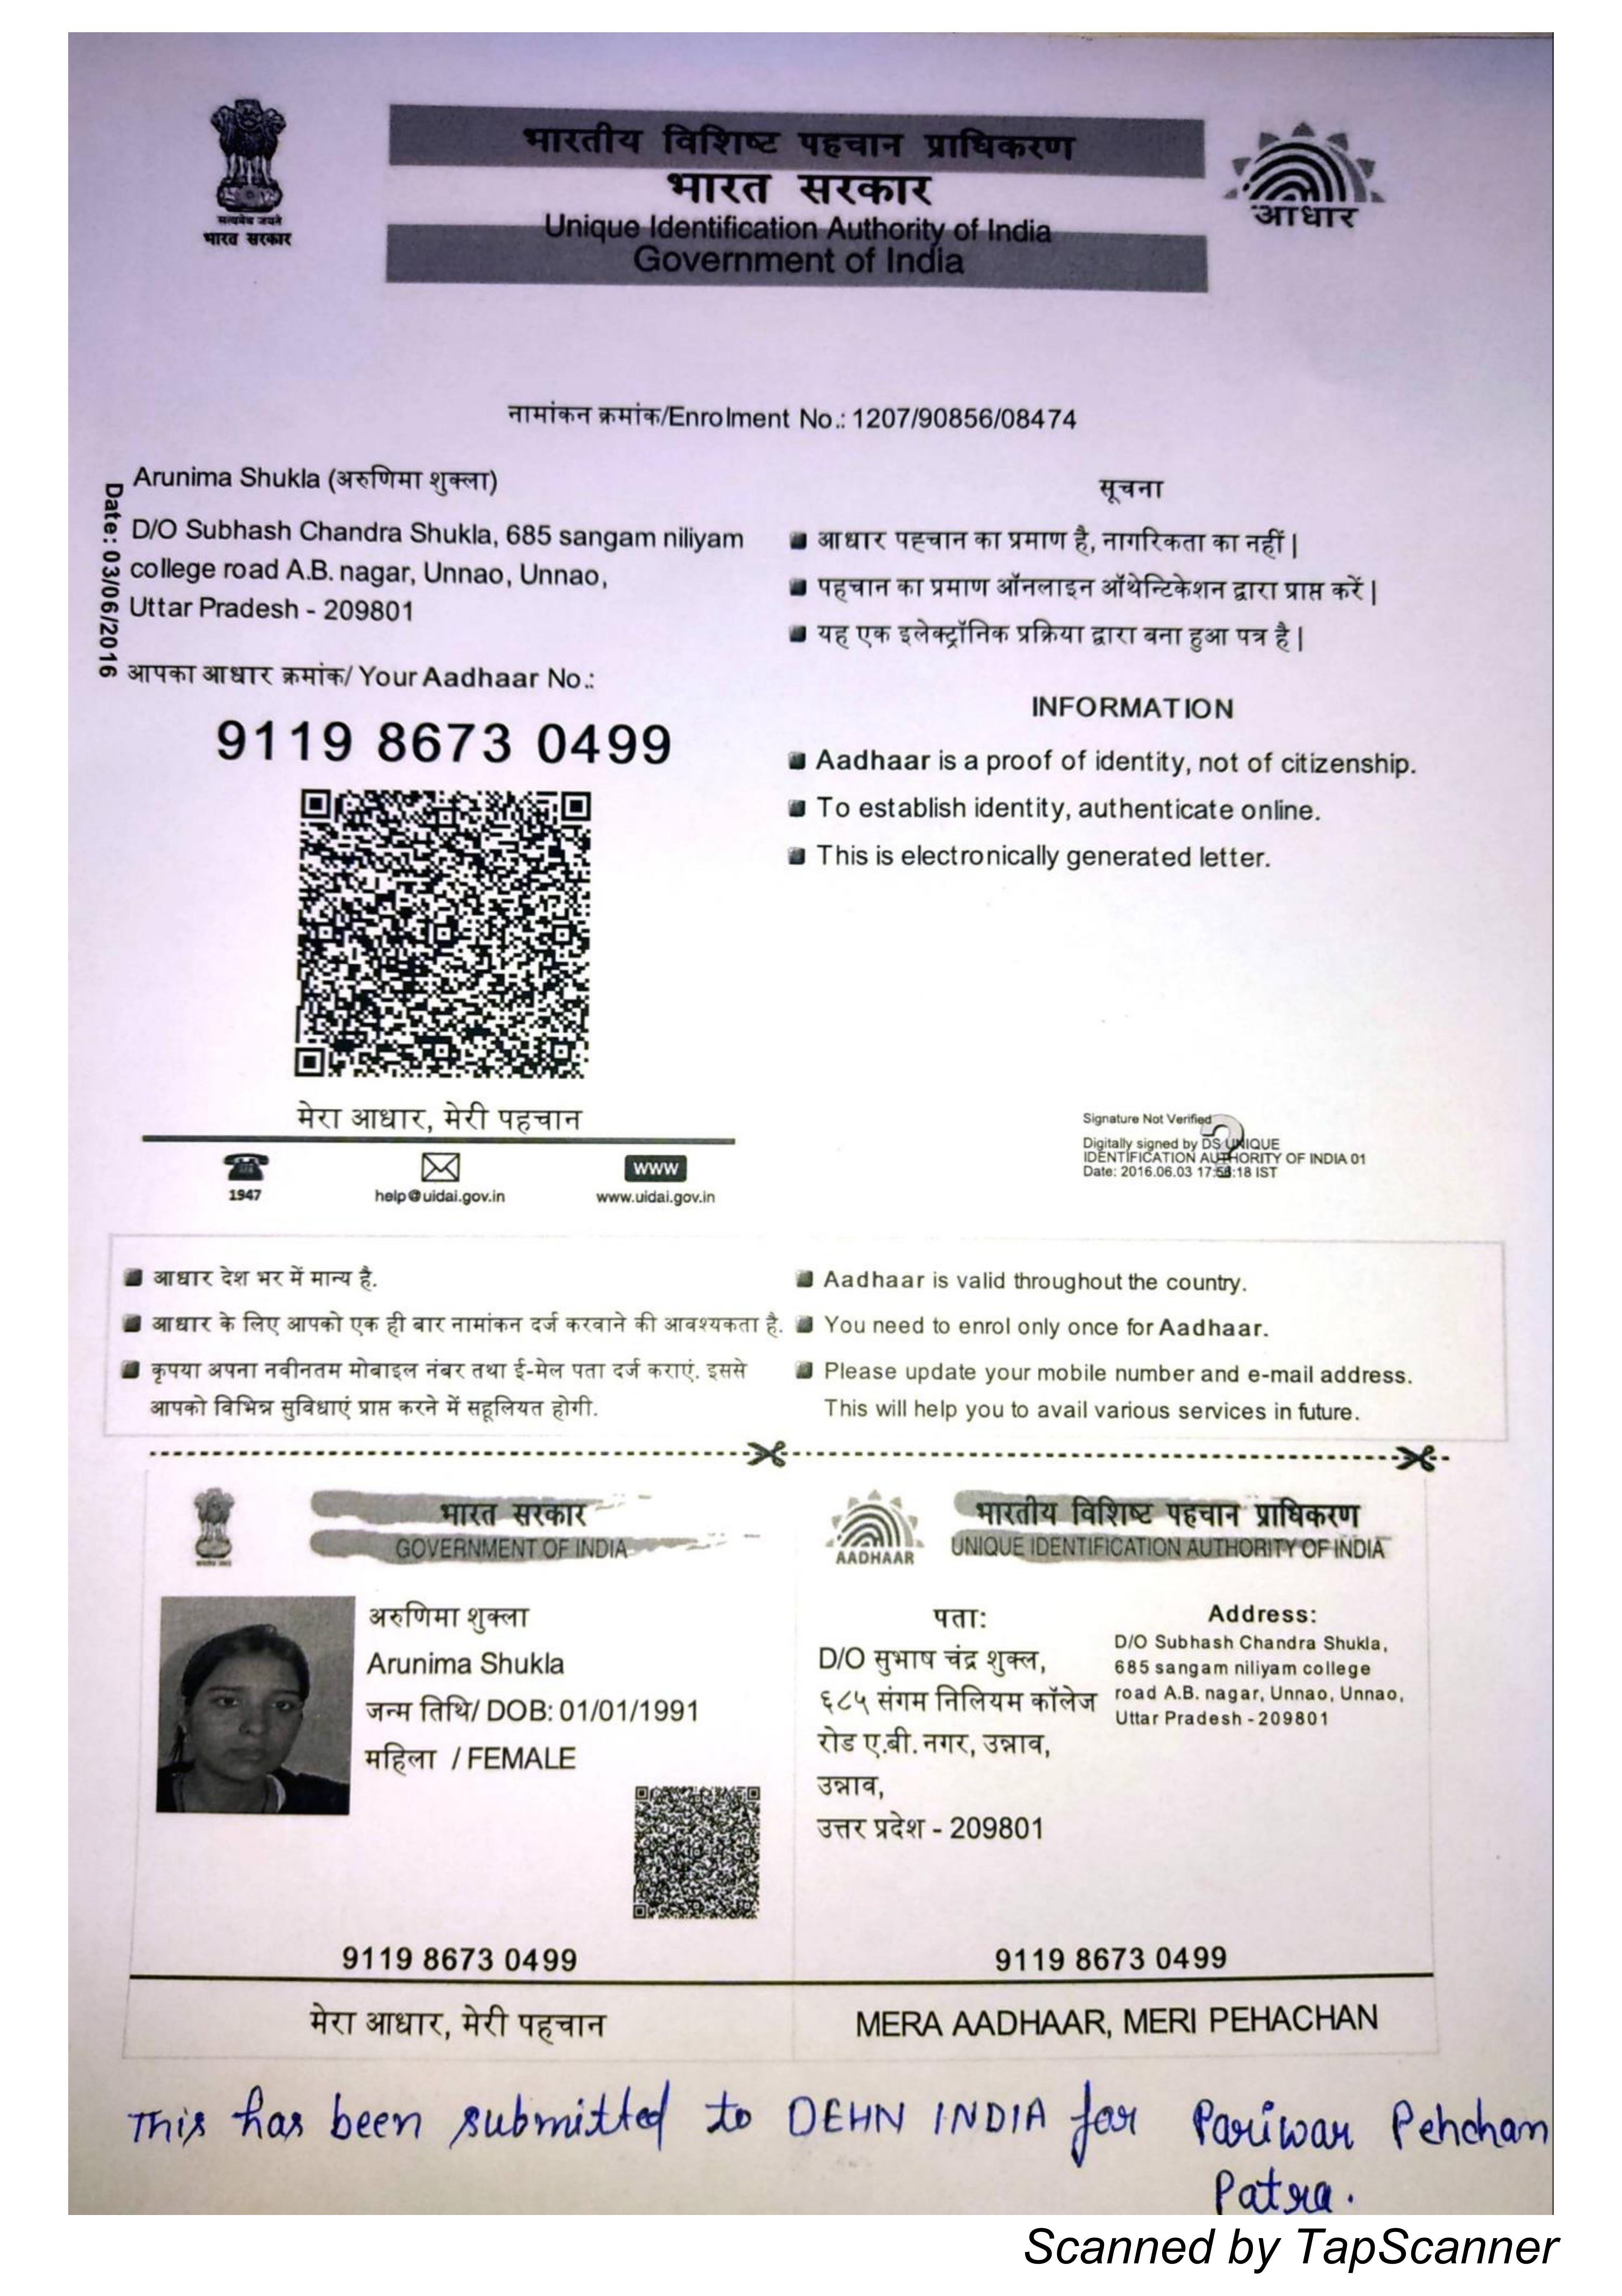 सत्यमेव जयते
भारत सरकार
भारतीय विशिष्ट पहचान प्राधिकरण
भारत सरकार
Unique Identification Authority of India
Government of India
आधार
नामांकन क्रमांक/Enrolment No.: 1207/90856/08474
Date: 03/06/2016
Arunima Shukla (अरुणिमा शुक्ला)
D/O Subhash Chandra Shukla, 685 sangam niliyam
college road A.B. nagar, Unnao, Unnao,
Uttar Pradesh - 209801
आपका आधार क्रमांक/ Your Aadhaar No.:
9119 8673 0499
मेरा आधार, मेरी पहचान
1947
help@uidai.gov.in
www
www.uidai.gov.in
सूचना
आधार पहचान का प्रमाण है, नागरिकता का नहीं |
पहचान का प्रमाण ऑनलाइन ऑथेन्टिकेशन द्वारा प्राप्त करें |
यह एक इलेक्ट्रॉनिक प्रक्रिया द्वारा बना हुआ पत्र है |
INFORMATION
Aadhaar is a proof of identity, not of citizenship.
To establish identity, authenticate online.
This is electronically generated letter.
Signature Not Verified
Digitally signed by DS UNIQUE
IDENTIFICATION AUTHORITY OF INDIA 01
Date: 2016.06.03 17:58:18 IST
आधार देश भर में मान्य है.
आधार के लिए आपको एक ही बार नामांकन दर्ज करवाने की आवश्यकता है.
कृपया अपना नवीनतम मोबाइल नंबर तथा ई-मेल पता दर्ज कराएं. इससे
आपको विभिन्न सुविधाएं प्राप्त करने में सहूलियत होगी.
Aadhaar is valid throughout the country.
You need to enrol only once for Aadhaar.
Please update your mobile number and e-mail address.
This will help you to avail various services in future.
भारत सरकार
GOVERNMENT OF INDIA
अरुणिमा शुक्ला
Arunima Shukla
जन्म तिथि/ DOB: 01/01/1991
महिला / FEMALE
9119 8673 0499
मेरा आधार, मेरी पहचान
AADHAAR
भारतीय विशिष्ट पहचान प्राधिकरण
UNIQUE IDENTIFICATION AUTHORITY OF INDIA
पता:
D/O सुभाष चंद्र शुक्ल,
६८५ संगम निलियम कॉलेज
रोड ए.बी. नगर, उन्नाव,
उन्नाव,
उत्तर प्रदेश - 209801
Address:
D/O Subhash Chandra Shukla,
685 sangam niliyam college
road A.B. nagar, Unnao, Unnao,
Uttar Pradesh - 209801
9119 8673 0499
MERA AADHAAR, MERI PEHACHAN
This has been submitted to DEHN INDIA for Pariwar Pehchan
Patra.
Scanned by TapScanner